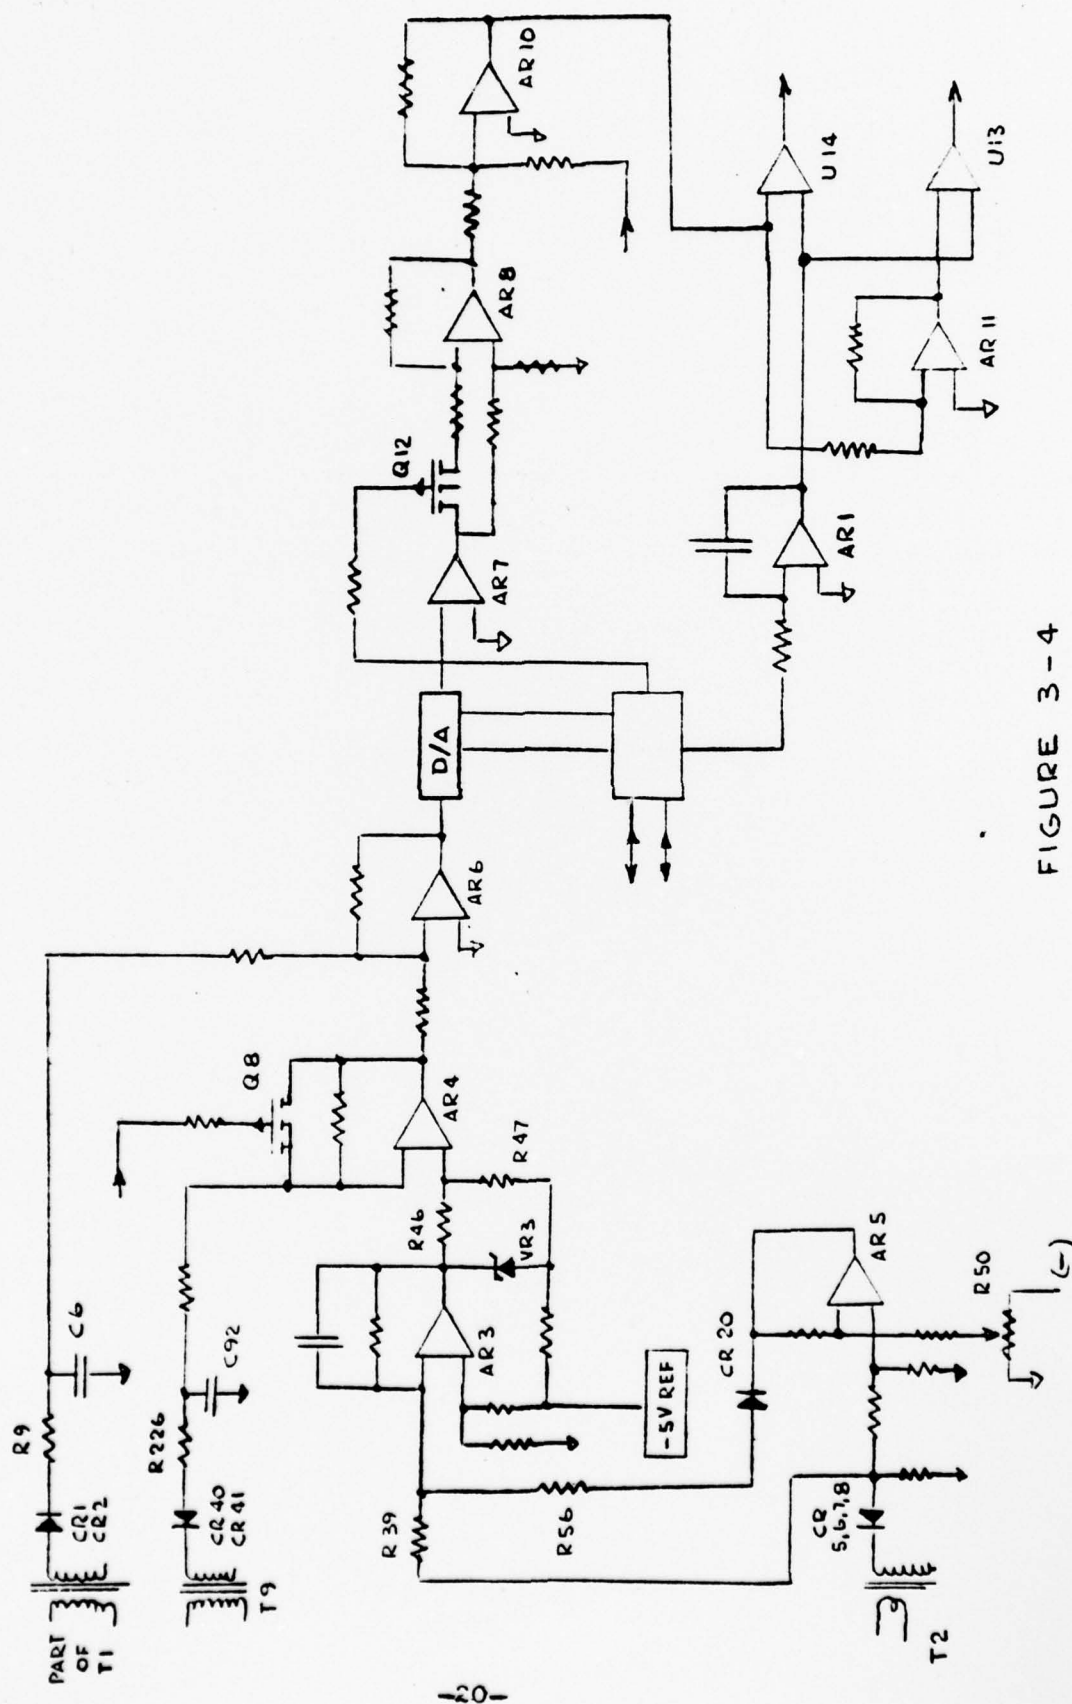 AR10
U14
U13
AR8
AR11
Q12
AR7
AR1
D/A
AR6
Q8
AR4
R47
R46
VR3
AR3
-5V REF
C6
C92
R9
R226
CR1
CR2
CR40
CR41
PART
OF
T1
T9
R39
R56
CR20
AR5
R50
(-)
CR
5,6,7,8
T2
FIGURE 3-4
-20-